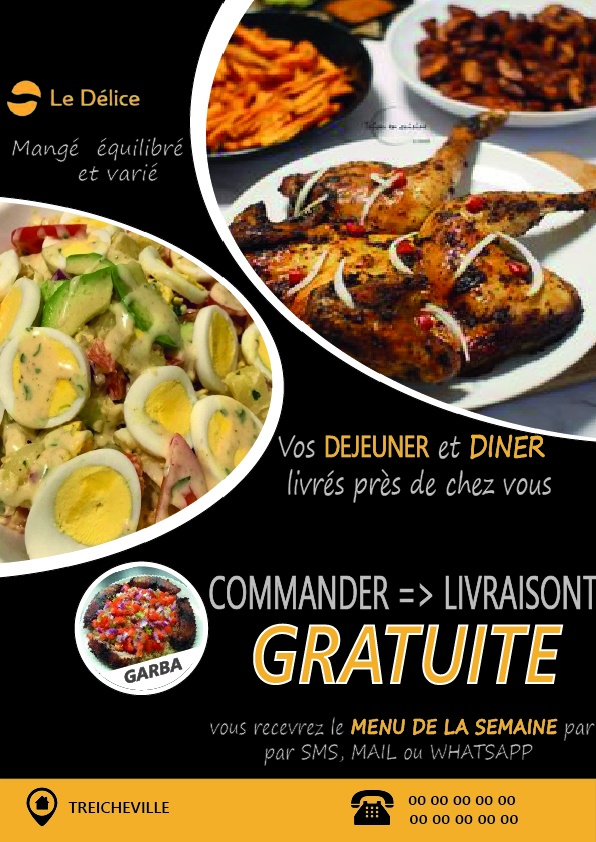 Le Délice
Mangé équilibré
et varié
Vos DEJEUNER et DINER
livrés près de chez vous
COMMANDER => LIVRAISONT
GRATUITE
GARBA
vous recevrez le MENU DE LA SEMAINE par
par SMS, MAIL ou WHATSAPP
TREICHEVILLE
00 00 00 00 00
00 00 00 00 00